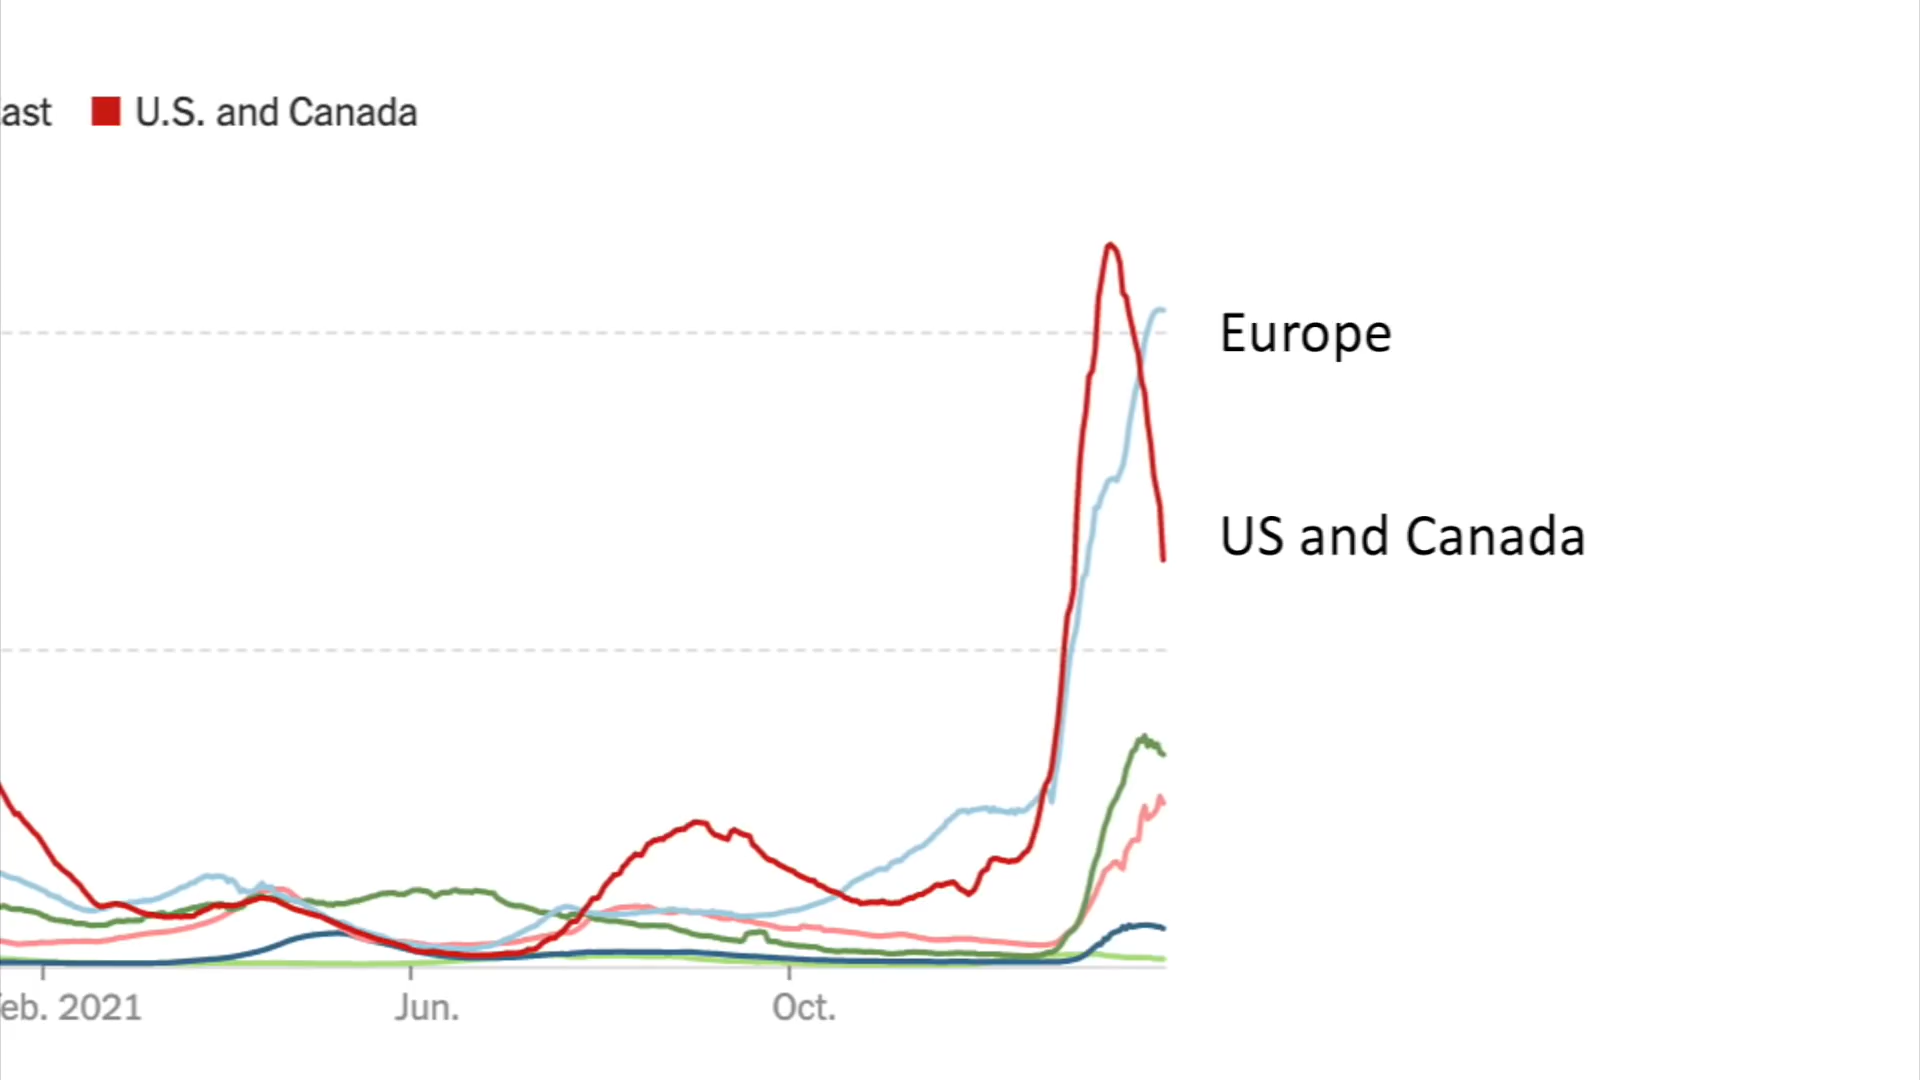 ast U.S. and Canada
Europe
US and Canada
eb. 2021 Jun. Oct.